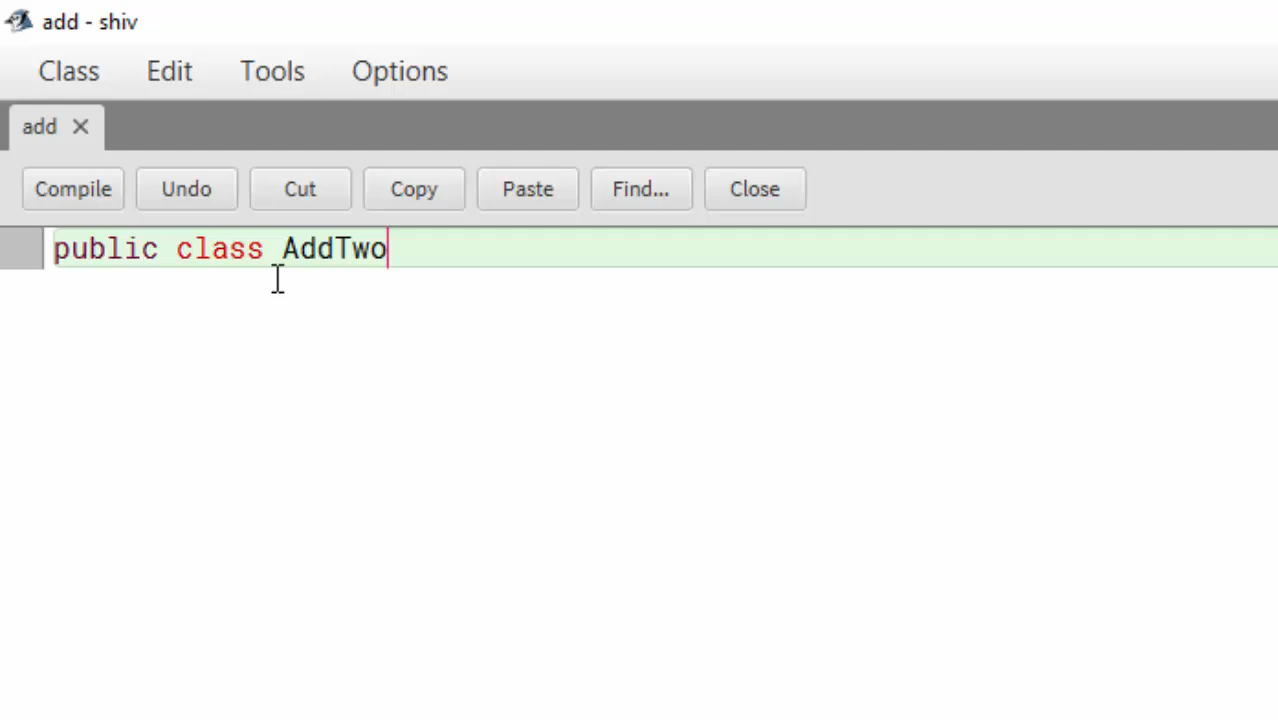 add - shiv
Class Edit Tools Options
add
Compile Undo Cut Copy Paste Find... Close
public class AddTwo